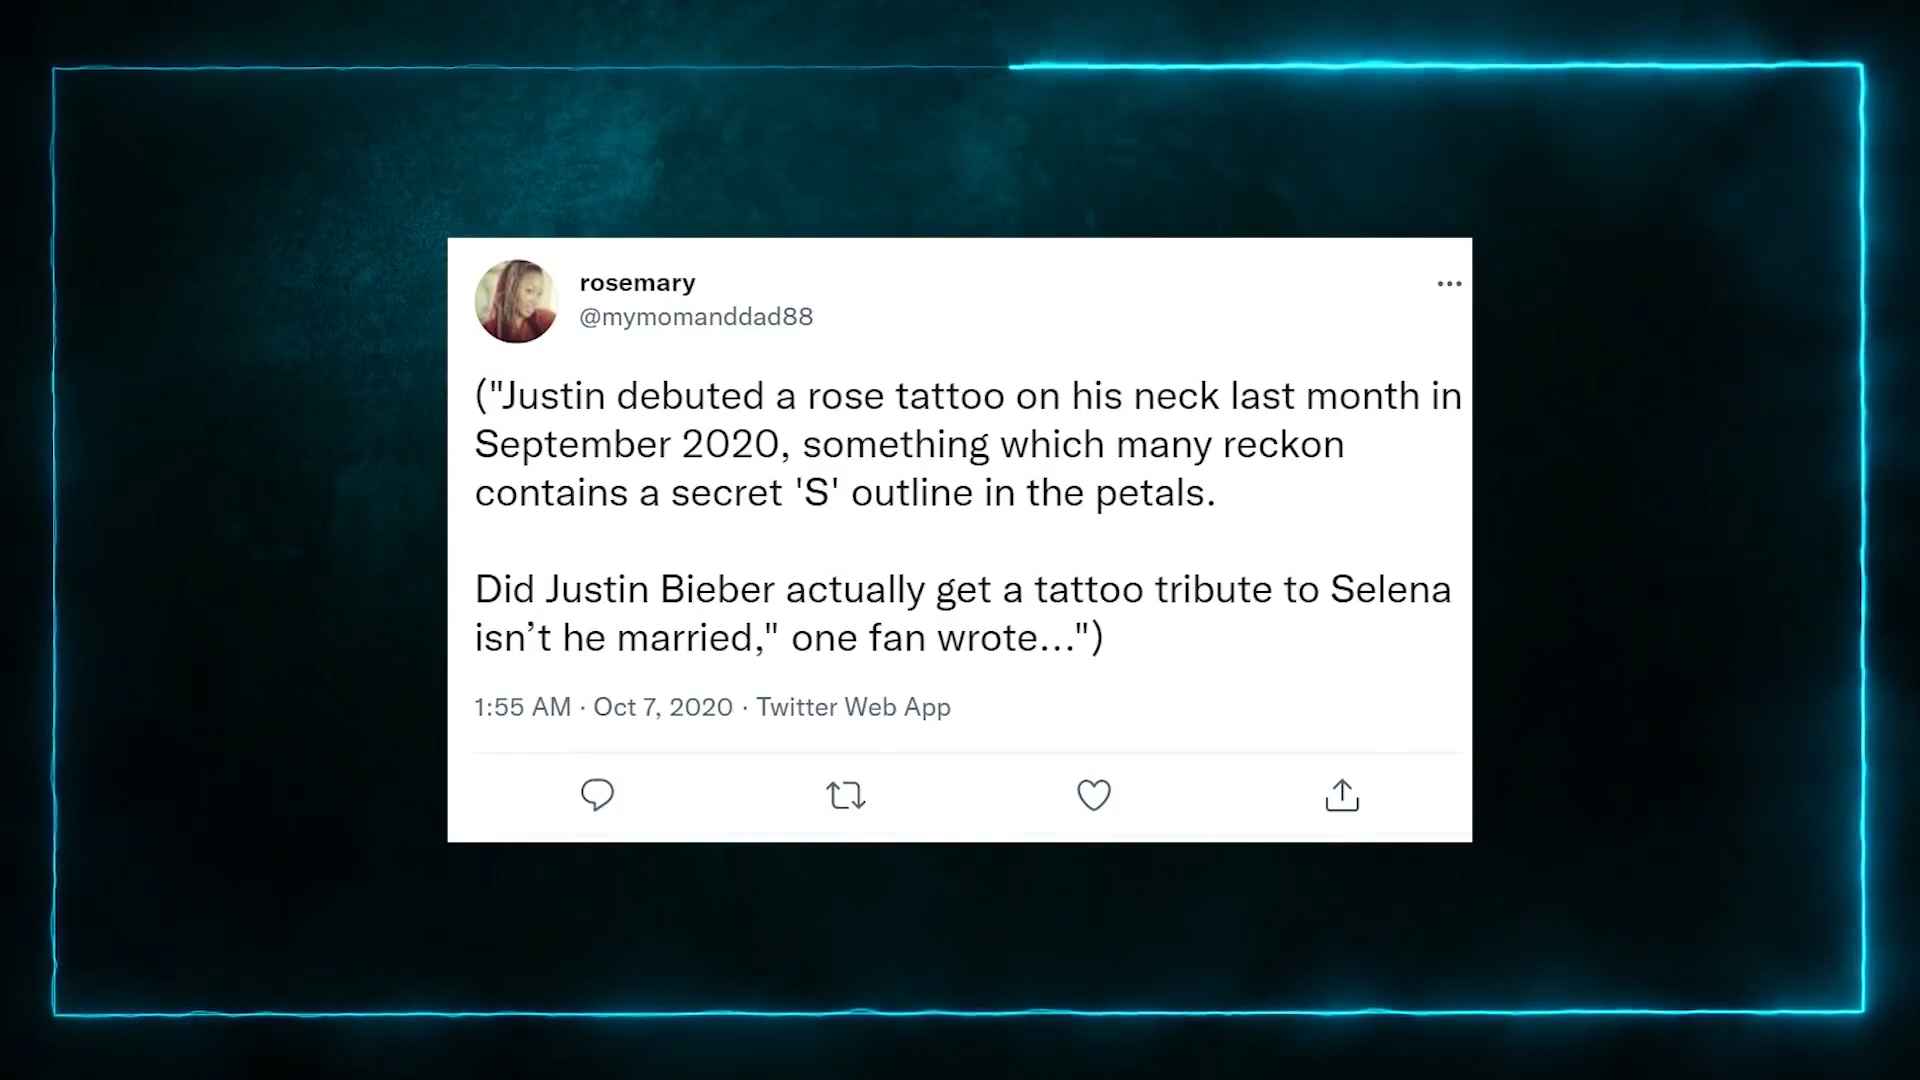 rosemary
@mymomanddad88
("Justin debuted a rose tattoo on his neck last month in
September 2020, something which many reckon
contains a secret 'S' outline in the petals.
Did Justin Bieber actually get a tattoo tribute to Selena
isn’t he married," one fan wrote...")
1:55 AM · Oct 7, 2020 · Twitter Web App